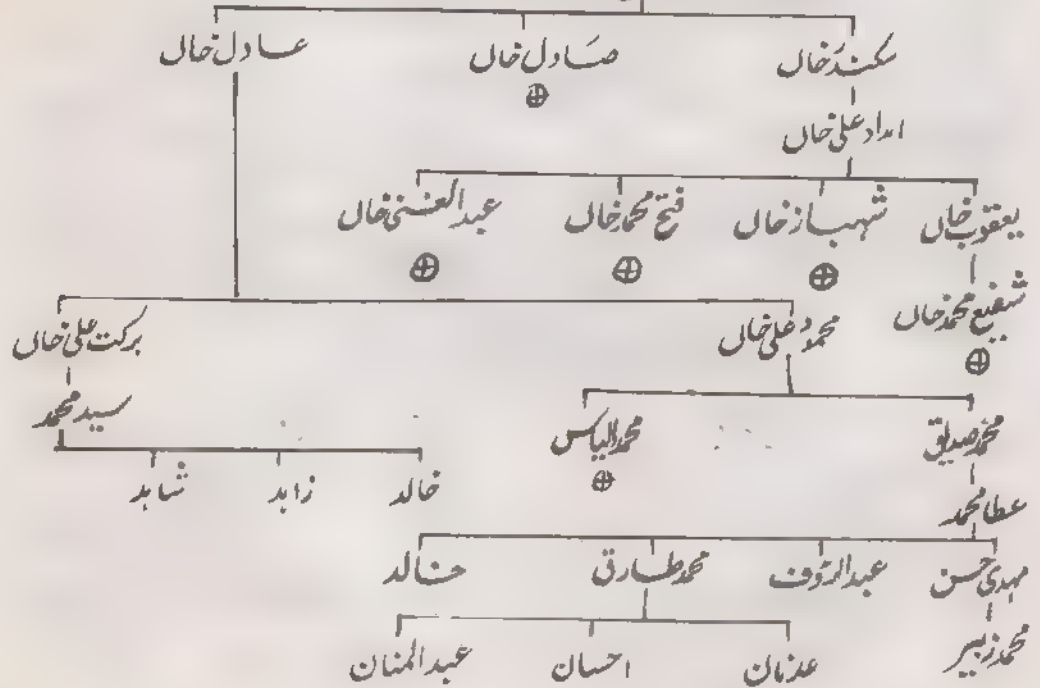 سکندر خاں صادل خاں عادل خاں
⊕
امداد علی خاں
یعقوب خاں شہباز خاں فتح محمد خاں عبدالغنی خاں
⊕ ⊕ ⊕
شفیع محمد خاں محمود علی خاں برکت علی خاں
⊕
سید محمد
محمد صدیق محمد الیاس
⊕
خالد زاہد شاہد
عطا محمد
مہدی حسن عبدالرؤف محمد طارق خالد
محمد زبیر عدنان احسان عبدالمنان